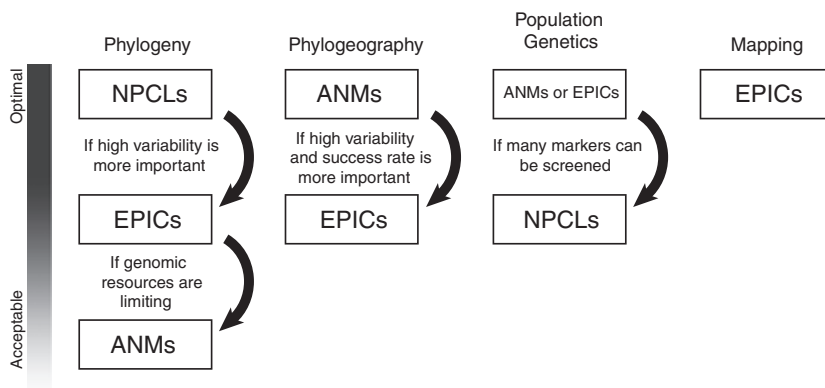 Optimal
Acceptable
Phylogeny
NPCLs
If high variability is
more important
EPICs
If genomic
resources are
limiting
ANMs
Phylogeography
ANMs
If high variability
and success rate is
more important
EPICs
Population
Genetics
ANMs or EPICs
If many markers can
be screened
NPCLs
Mapping
EPICs